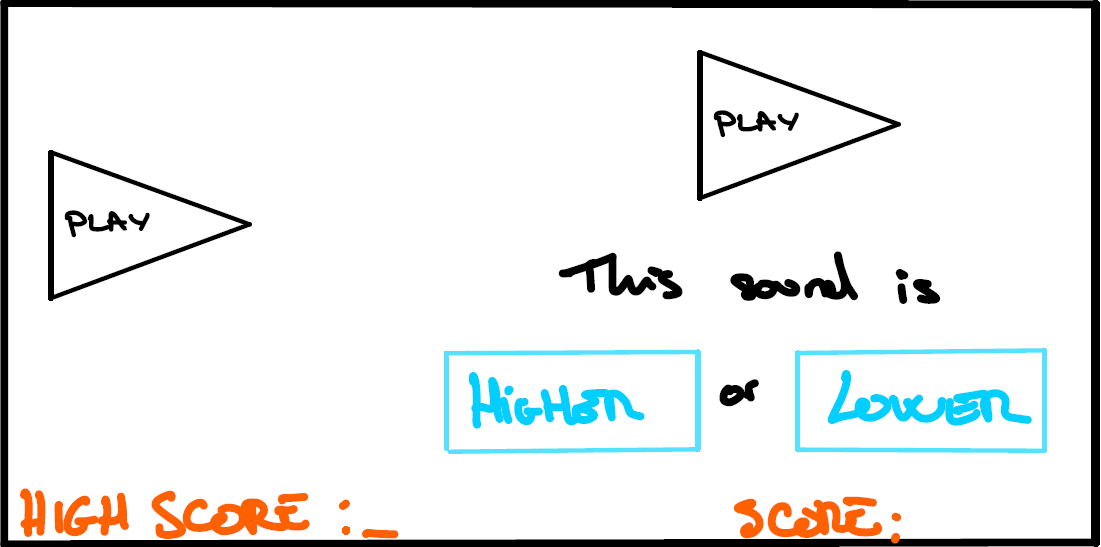 PLAY
PLAY
This sound is
HIGHER or LOWER
HIGH SCORE :_
SCORE: